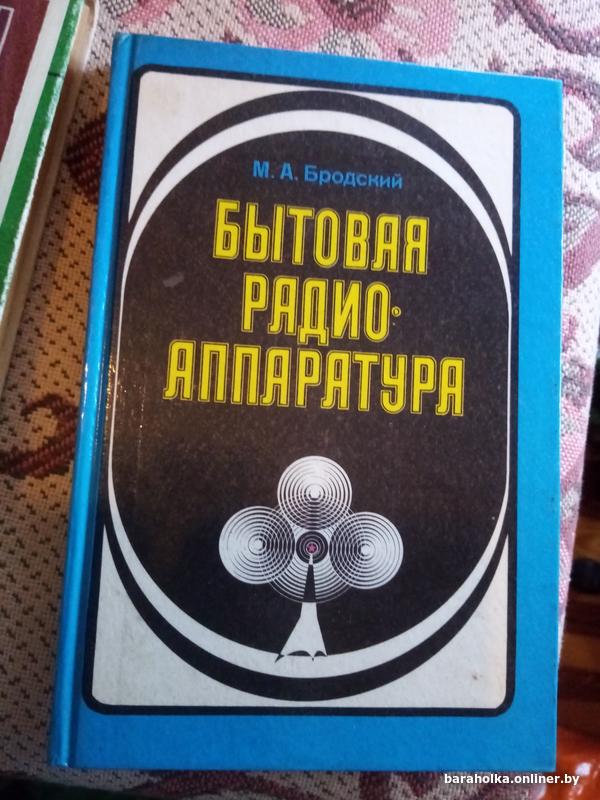 М. А. Бродский
БЫТОВАЯ
РАДИО-
АППАРАТУРА
baraholka.onliner.by